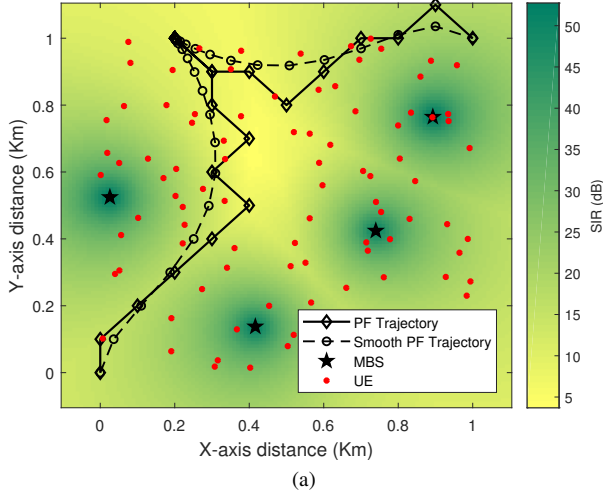 1
0.8
0.6
0.4
0.2
0
Y-axis distance (Km)
0 0.2 0.4 0.6 0.8 1
X-axis distance (Km)
PF Trajectory
Smooth PF Trajectory
MBS
UE
50
45
40
35
30
25
20
15
10
5
SIR (dB)
(a)